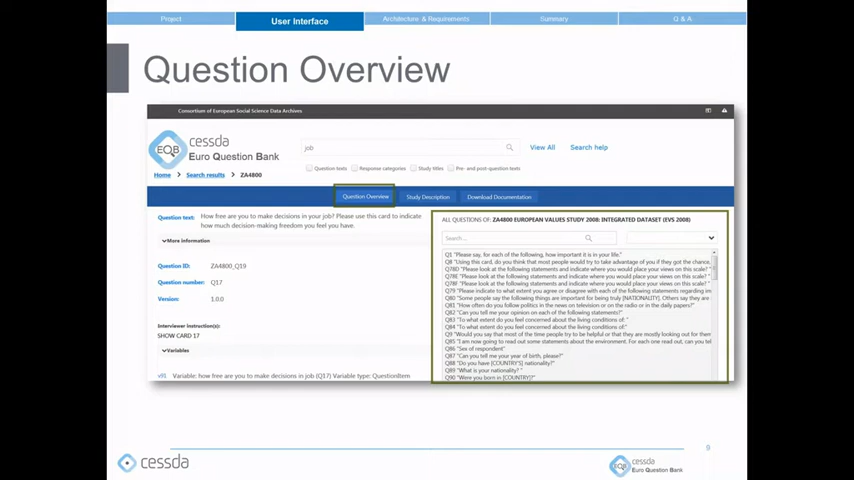 Project
User Interface
Architecture & Requirements
Summary
Q & A
Question Overview
Consortium of European Social Science Data Archives
EQB
cessda
Euro Question Bank
job
View All
Search help
Question texts
Response categories
Study titles
Pre- and post-question texts
Home
Search results
ZA4800
Question Overview
Study Description
Download Documentation
Question text:
How free are you to make decisions in your job? Please use this card to indicate
how much decision-making freedom you feel you have.
More information
Question ID:
ZA4800_Q19
Question number:
Q17
Version:
1.0.0
Interviewer instruction(s):
SHOW CARD 17
Variables
v91 Variable: how free are you to make decisions in job (Q17) Variable type: QuestionItem
ALL QUESTIONS OF: ZA4800 EUROPEAN VALUES STUDY 2008: INTEGRATED DATASET (EVS 2008)
Search...
Q1 "Please say, for each of the following, how important it is in your life."
Q8 "Using this card, do you think that most people would try to take advantage of you if they got the chance,
Q78D "Please look at the following statements and indicate where would you place your views on this scale? "
Q78E "Please look at the following statements and indicate where would you place your views on this scale? "
Q78F "Please look at the following statements and indicate where would you place your views on this scale? "
Q79 "Please indicate to what extent you agree or disagree with each of the following statements regarding im
Q80 "Some people say the following things are important for being truly [NATIONALITY]. Others say they are
Q81 "How often do you follow politics in the news on television or on the radio or in the daily papers?"
Q82 "Can you tell me your opinion on each of the following statements?"
Q83 "To what extent do you feel concerned about the living conditions of: "
Q84 "To what extent do you feel concerned about the living conditions of:"
Q9 "Would you say that most of the time people try to be helpful or that they are mostly looking out for them
Q85 "I am now going to read out some statements about the environment. For each one read out, can you tel
Q86 "Sex of respondent"
Q87 "Can you tell me your year of birth, please?"
Q88 "Do you have [COUNTRY'S] nationality?"
Q89 "What is your nationality? "
Q90 "Were you born in [COUNTRY]?"
9
cessda
EQB
cessda
Euro Question Bank